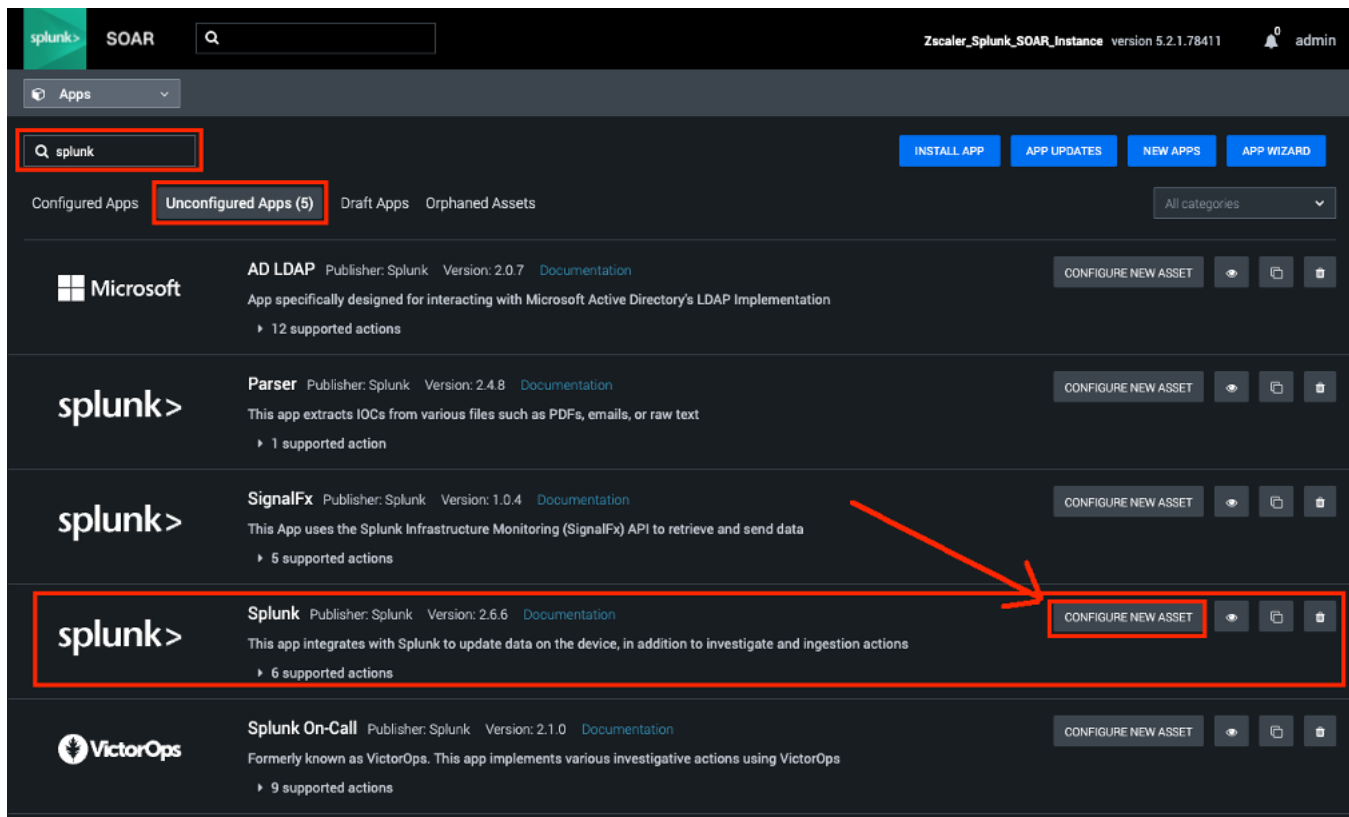 splunk> SOAR Zscaler_Splunk_SOAR_Instance version 5.2.1.78411 0 admin
Apps
splunk INSTALL APP APP UPDATES NEW APPS APP WIZARD
Configured Apps Unconfigured Apps (5) Draft Apps Orphaned Assets All categories
Microsoft
AD LDAP Publisher: Splunk Version: 2.0.7 Documentation CONFIGURE NEW ASSET
App specifically designed for interacting with Microsoft Active Directory's LDAP Implementation
12 supported actions
splunk>
Parser Publisher: Splunk Version: 2.4.8 Documentation CONFIGURE NEW ASSET
This app extracts IOCs from various files such as PDFs, emails, or raw text
1 supported action
splunk>
SignalFx Publisher: Splunk Version: 1.0.4 Documentation CONFIGURE NEW ASSET
This App uses the Splunk Infrastructure Monitoring (SignalFx) API to retrieve and send data
5 supported actions
splunk>
Splunk Publisher: Splunk Version: 2.6.6 Documentation CONFIGURE NEW ASSET
This app integrates with Splunk to update data on the device, in addition to investigate and ingestion actions
6 supported actions
VictorOps
Splunk On-Call Publisher: Splunk Version: 2.1.0 Documentation CONFIGURE NEW ASSET
Formerly known as VictorOps. This app implements various investigative actions using VictorOps
9 supported actions